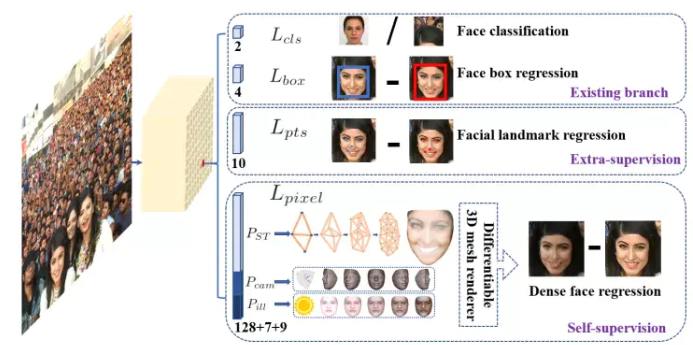 L_cls
/
Face classification
2
L_box
-
Face box regression
4
Existing branch
L_pts
-
Facial landmark regression
10
Extra-supervision
L_pixel
P_ST
P_cam
P_ill
128+7+9
Differentiable
3D mesh renderer
-
Dense face regression
Self-supervision